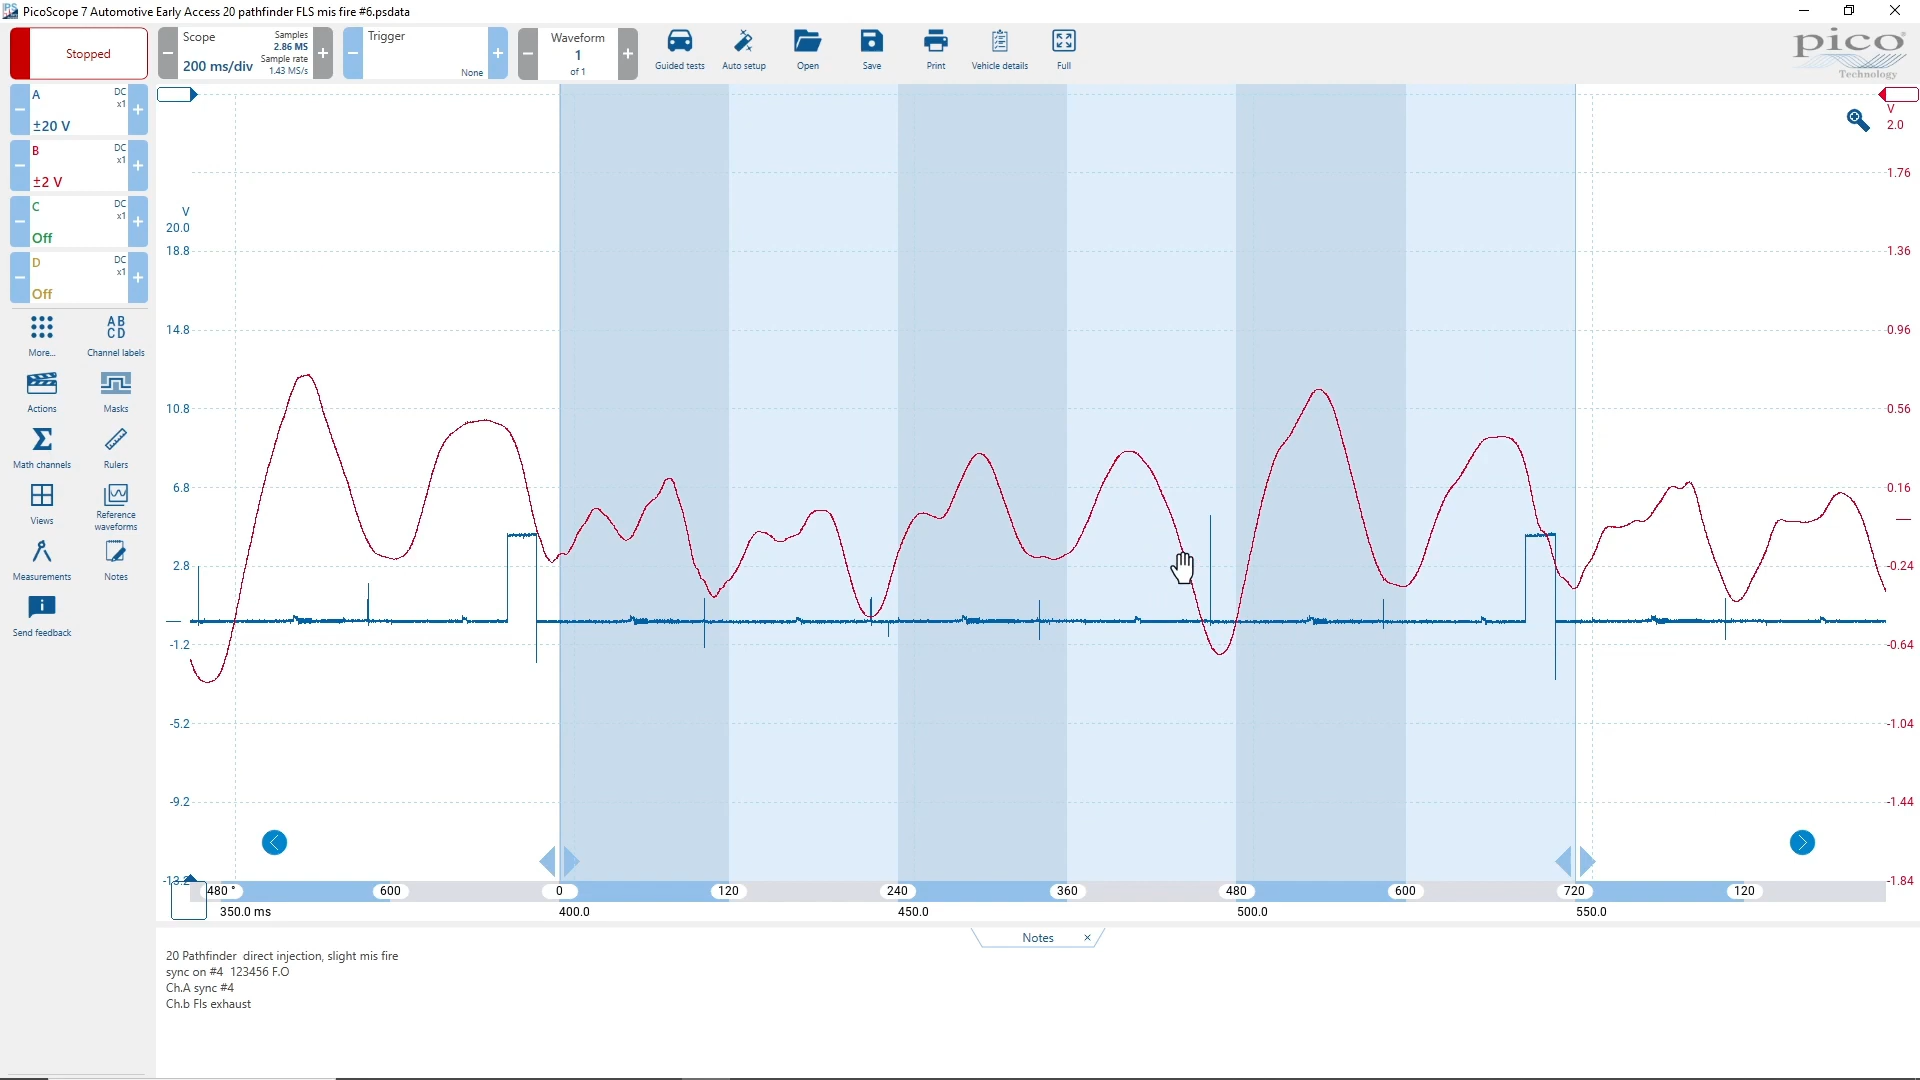 PicoScope 7 Automotive Early Access 20 pathfinder FLS mis fire #6.psdata
Stopped
Scope
200 ms/div
Samples
2.86 MS
Sample rate
1.43 MS/s
Trigger
None
Waveform
1
of 1
Guided tests
Auto setup
Open
Save
Print
Vehicle details
Full
pico
Technology
A
DC
x1
±20 V
B
DC
x1
±2 V
C
DC
x1
Off
D
DC
x1
Off
More...
AB
CD
Channel labels
Actions
Masks
Math channels
Rulers
Views
Reference
waveforms
Measurements
Notes
Send feedback
V
20.0
18.8
14.8
10.8
6.8
2.8
-1.2
-5.2
-9.2
-13.2
V
2.0
1.76
1.36
0.96
0.56
0.16
-0.24
-0.64
-1.04
-1.44
-1.84
480 °
600
0
120
240
360
480
600
720
120
350.0 ms
400.0
450.0
500.0
550.0
Notes
20 Pathfinder direct injection, slight mis fire
sync on #4 123456 F.O
Ch.A sync #4
Ch.b Fls exhaust